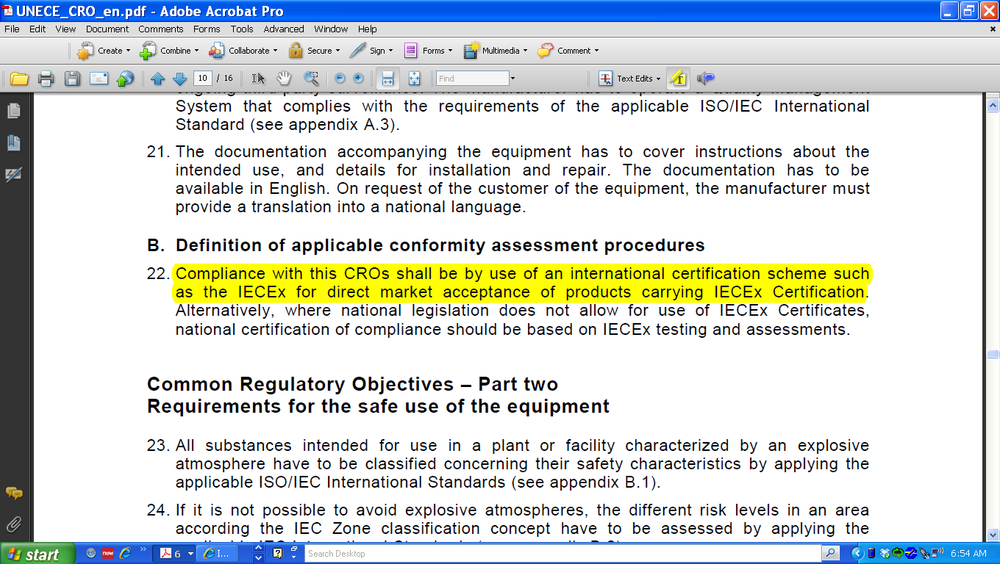 UNECE_CRO_en.pdf - Adobe Acrobat Pro
File Edit View Document Comments Forms Tools Advanced Window Help
Create Combine Collaborate Secure Sign Forms Multimedia Comment
10 / 16 Find Text Edits
ongoing third party surveillance. The manufacturer has to operate a Quality Management
System that complies with the requirements of the applicable ISO/IEC International
Standard (see appendix A.3).
21. The documentation accompanying the equipment has to cover instructions about the
intended use, and details for installation and repair. The documentation has to be
available in English. On request of the customer of the equipment, the manufacturer must
provide a translation into a national language.
B. Definition of applicable conformity assessment procedures
22. Compliance with this CROs shall be by use of an international certification scheme such
as the IECEx for direct market acceptance of products carrying IECEx Certification.
Alternatively, where national legislation does not allow for use of IECEx Certificates,
national certification of compliance should be based on IECEx testing and assessments.
Common Regulatory Objectives – Part two
Requirements for the safe use of the equipment
23. All substances intended for use in a plant or facility characterized by an explosive
atmosphere have to be classified concerning their safety characteristics by applying the
applicable ISO/IEC International Standards (see appendix B.1).
24. If it is not possible to avoid explosive atmospheres, the different risk levels in an area
according the IEC Zone classification concept have to be assessed by applying the
start now 6 I... Search Desktop 6:54 AM